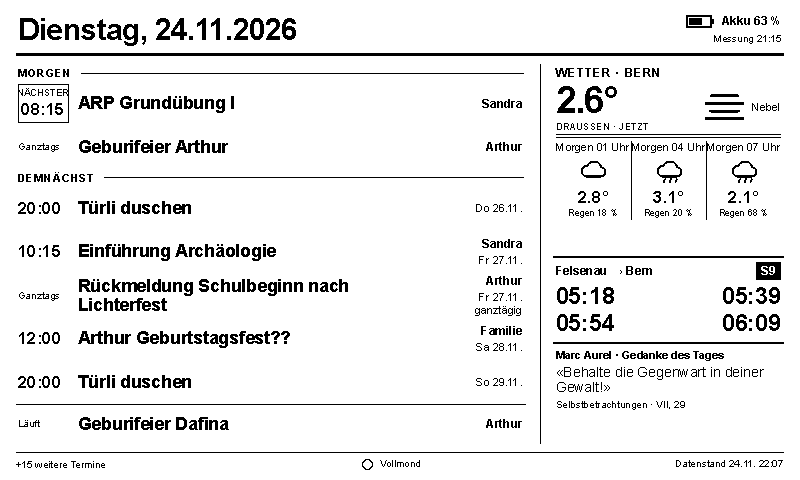 Dienstag, 24.11.2026
Akku 63 %
Messung 21:15
MORGEN
NÄCHSTER
08:15
ARP Grundübung I
Sandra
Ganztags
Geburifeier Arthur
Arthur
DEMNÄCHST
20:00
Türli duschen
Do 26.11.
10:15
Einführung Archäologie
Sandra
Fr 27.11.
Ganztags
Rückmeldung Schulbeginn nach
Lichterfest
Arthur
Fr 27.11.
ganztägig
12:00
Arthur Geburtstagsfest??
Familie
Sa 28.11.
20:00
Türli duschen
So 29.11.
Läuft
Geburifeier Dafina
Arthur
WETTER · BERN
2.6°
Nebel
DRAUSSEN · JETZT
Morgen 01 Uhr
Morgen 04 Uhr
Morgen 07 Uhr
2.8°
3.1°
2.1°
Regen 18 %
Regen 20 %
Regen 68 %
Felsenau › Bern
S9
05:18
05:39
05:54
06:09
Marc Aurel · Gedanke des Tages
«Behalte die Gegenwart in deiner
Gewalt!»
Selbstbetrachtungen · VII, 29
+15 weitere Termine
Vollmond
Datenstand 24.11. 22:07